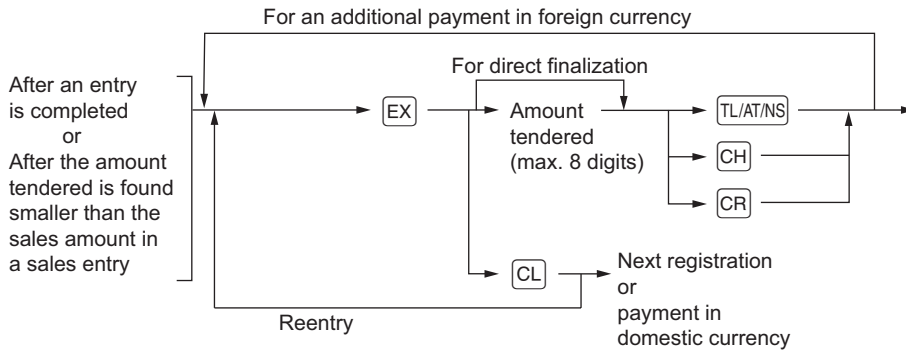 For an additional payment in foreign currency
After an entry
is completed
or
After the amount
tendered is found
smaller than the
sales amount in
a sales entry
For direct finalization
EX
Amount
tendered
(max. 8 digits)
TL/AT/NS
CH
CR
CL
Next registration
or
payment in
domestic currency
Reentry